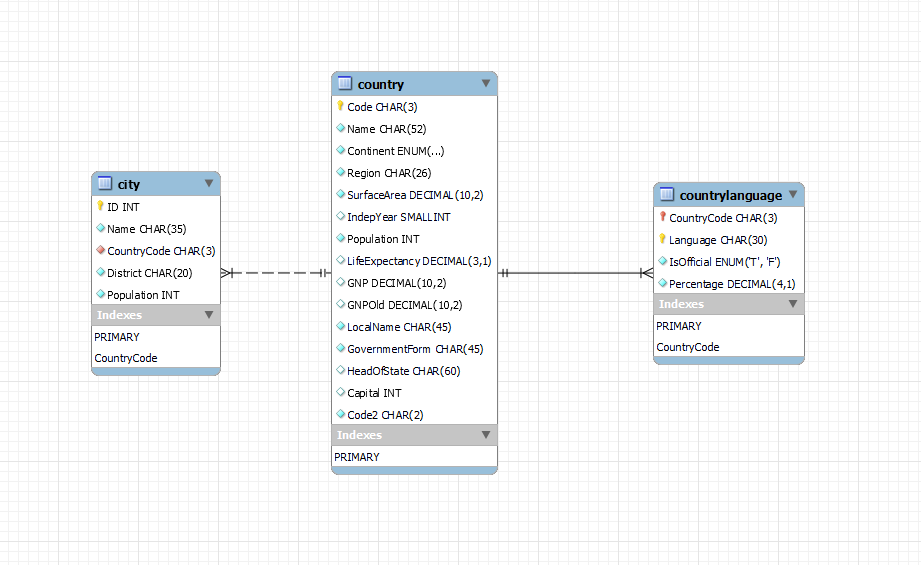 city
ID INT
Name CHAR(35)
CountryCode CHAR(3)
District CHAR(20)
Population INT
Indexes
PRIMARY
CountryCode
country
Code CHAR(3)
Name CHAR(52)
Continent ENUM(...)
Region CHAR(26)
SurfaceArea DECIMAL(10,2)
IndepYear SMALLINT
Population INT
LifeExpectancy DECIMAL(3,1)
GNP DECIMAL(10,2)
GNPOld DECIMAL(10,2)
LocalName CHAR(45)
GovernmentForm CHAR(45)
HeadOfState CHAR(60)
Capital INT
Code2 CHAR(2)
Indexes
PRIMARY
countrylanguage
CountryCode CHAR(3)
Language CHAR(30)
IsOfficial ENUM('T', 'F')
Percentage DECIMAL(4,1)
Indexes
PRIMARY
CountryCode